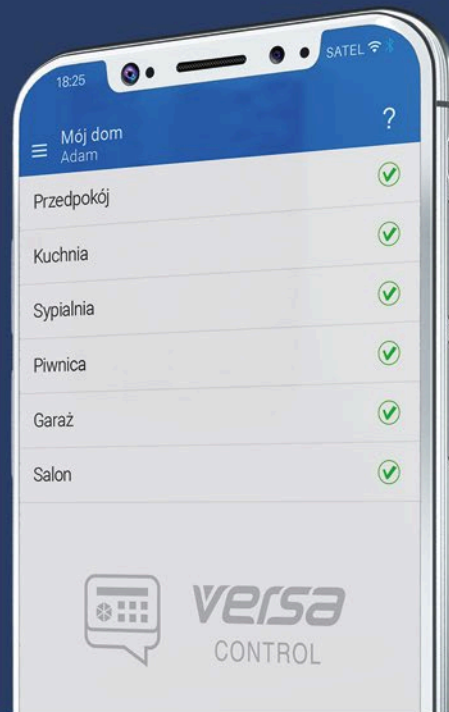 18:25
SATEL
Mój dom
Adam
?
Przedpokój
Kuchnia
Sypialnia
Piwnica
Garaż
Salon
versa
CONTROL